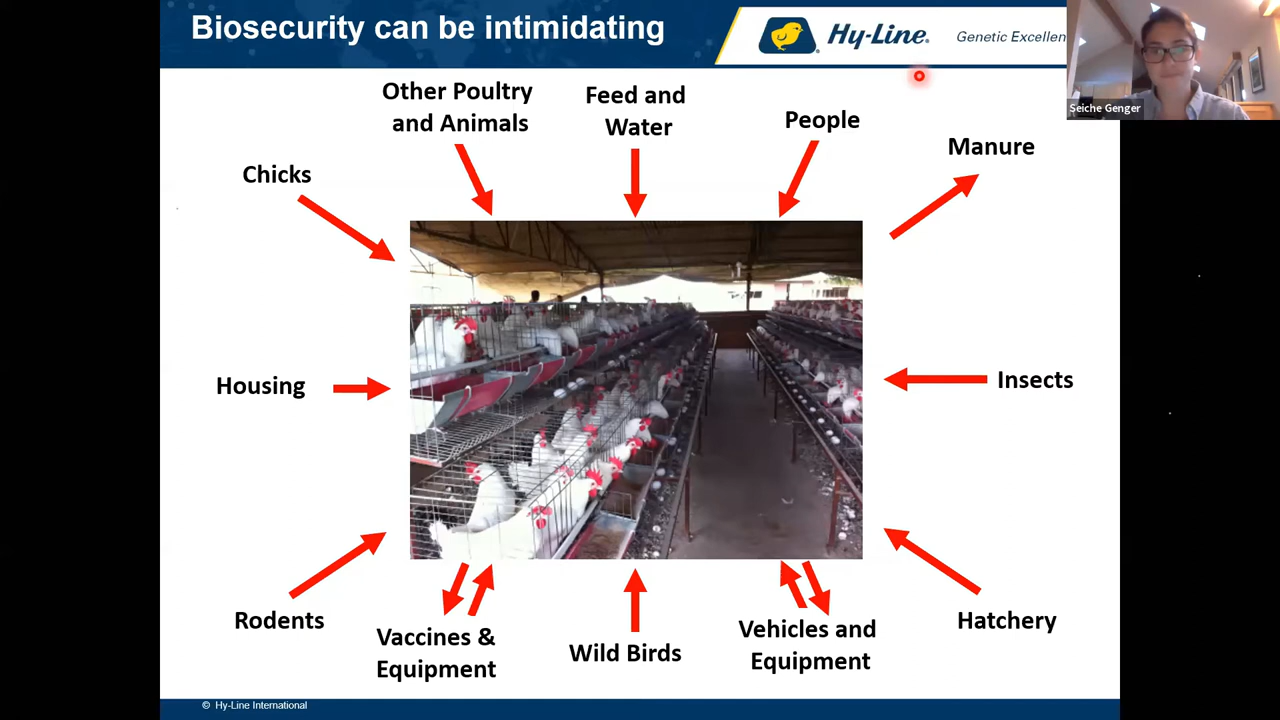 Biosecurity can be intimidating
Hy-Line
Genetic Excellen
Seiche Genger
Other Poultry
and Animals
Feed and
Water
People
Manure
Chicks
Housing
Insects
Rodents
Vaccines &
Equipment
Wild Birds
Vehicles and
Equipment
Hatchery
© Hy-Line International